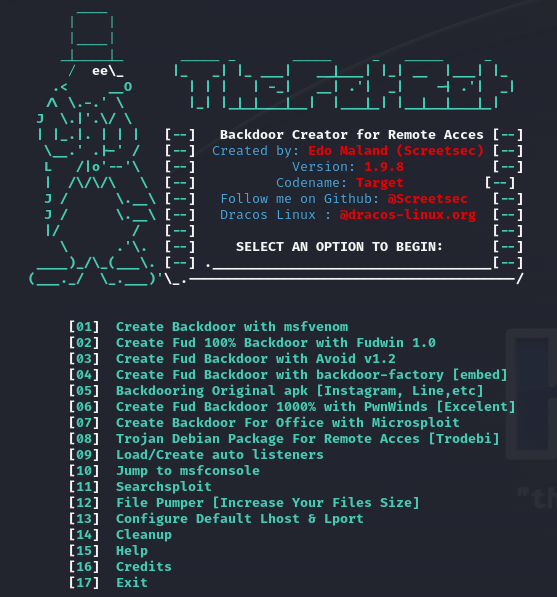 TheFatRat
[--] Backdoor Creator for Remote Acces [--]
[--] Created by: Edo Maland (Screetsec) [--]
[--] Version: 1.9.8 [--]
[--] Codename: Target [--]
[--] Follow me on Github: @Screetsec [--]
[--] Dracos Linux : @dracos-linux.org [--]
[--] [--]
[--] SELECT AN OPTION TO BEGIN: [--]
[--] .___________________________________[--]
[01] Create Backdoor with msfvenom
[02] Create Fud 100% Backdoor with Fudwin 1.0
[03] Create Fud Backdoor with Avoid v1.2
[04] Create Fud Backdoor with backdoor-factory [embed]
[05] Backdooring Original apk [Instagram, Line,etc]
[06] Create Fud Backdoor 1000% with PwnWinds [Excelent]
[07] Create Backdoor For Office with Microsploit
[08] Trojan Debian Package For Remote Acces [Trodebi]
[09] Load/Create auto listeners
[10] Jump to msfconsole
[11] Searchsploit
[12] File Pumper [Increase Your Files Size]
[13] Configure Default Lhost & Lport
[14] Cleanup
[15] Help
[16] Credits
[17] Exit